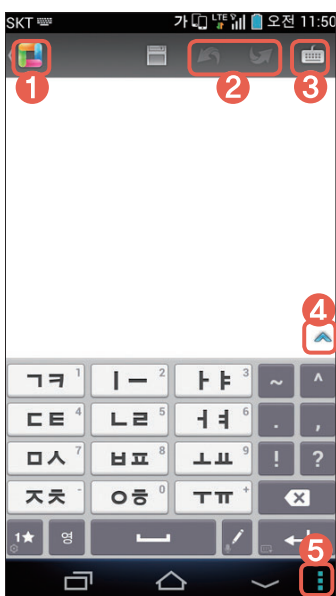 SKT 가 LTE 오전 11:50
1 2 3
4
ㄱㅋ 1 ㅣㅡ 2 ㅏㅑ 3 ~ ^
ㄷㅌ 4 ㄴㄹ 5 ㅓㅕ 6 . ,
ㅁㅅ 7 ㅂㅍ 8 ㅗㅛ 9 ! ?
ㅈㅊ - ㅇㅎ 0 ㅜㅠ +
1★ 영
5